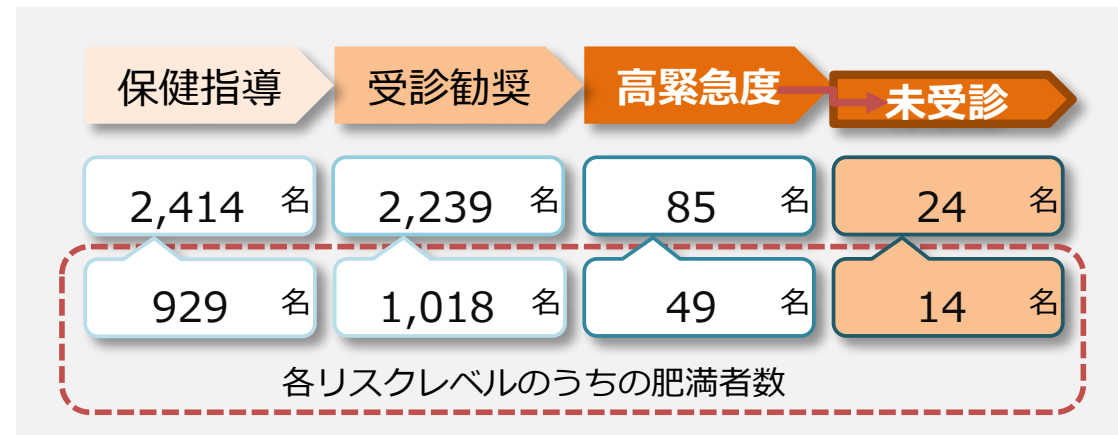 保健指導
受診勧奨
高緊急度
未受診
2,414 名
2,239 名
85 名
24 名
929 名
1,018 名
49 名
14 名
各リスクレベルのうちの肥満者数